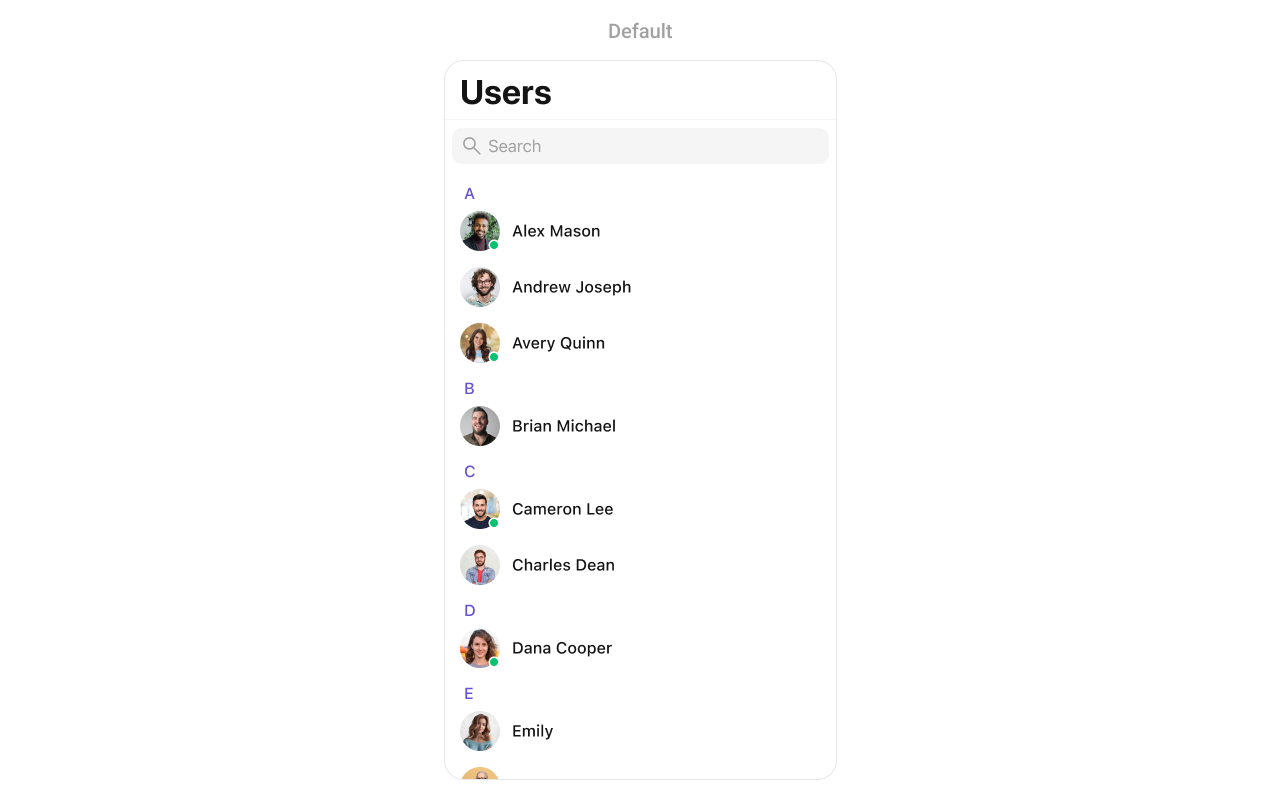 Default
Users
Search
A
Alex Mason
Andrew Joseph
Avery Quinn
B
Brian Michael
C
Cameron Lee
Charles Dean
D
Dana Cooper
E
Emily